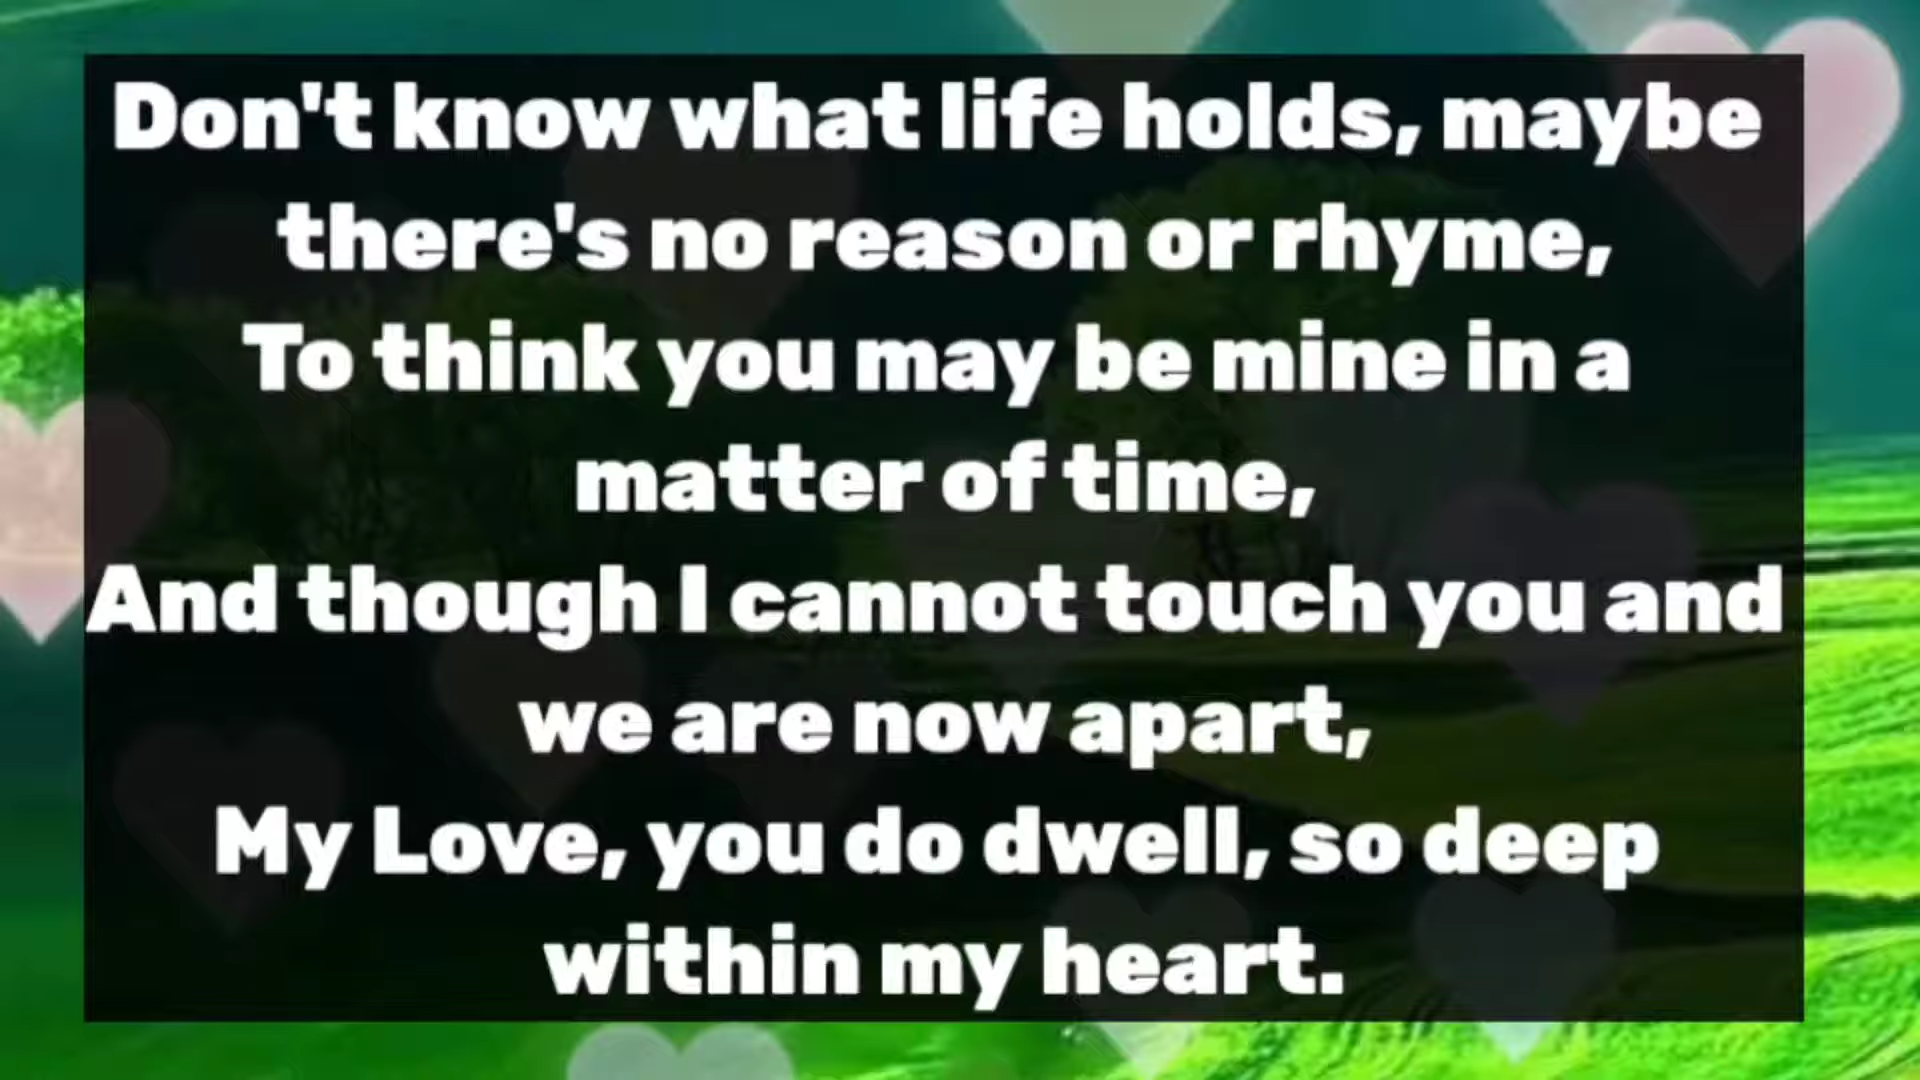 Don't know what life holds, maybe
there's no reason or rhyme,
To think you may be mine in a
matter of time,
And though I cannot touch you and
we are now apart,
My Love, you do dwell, so deep
within my heart.